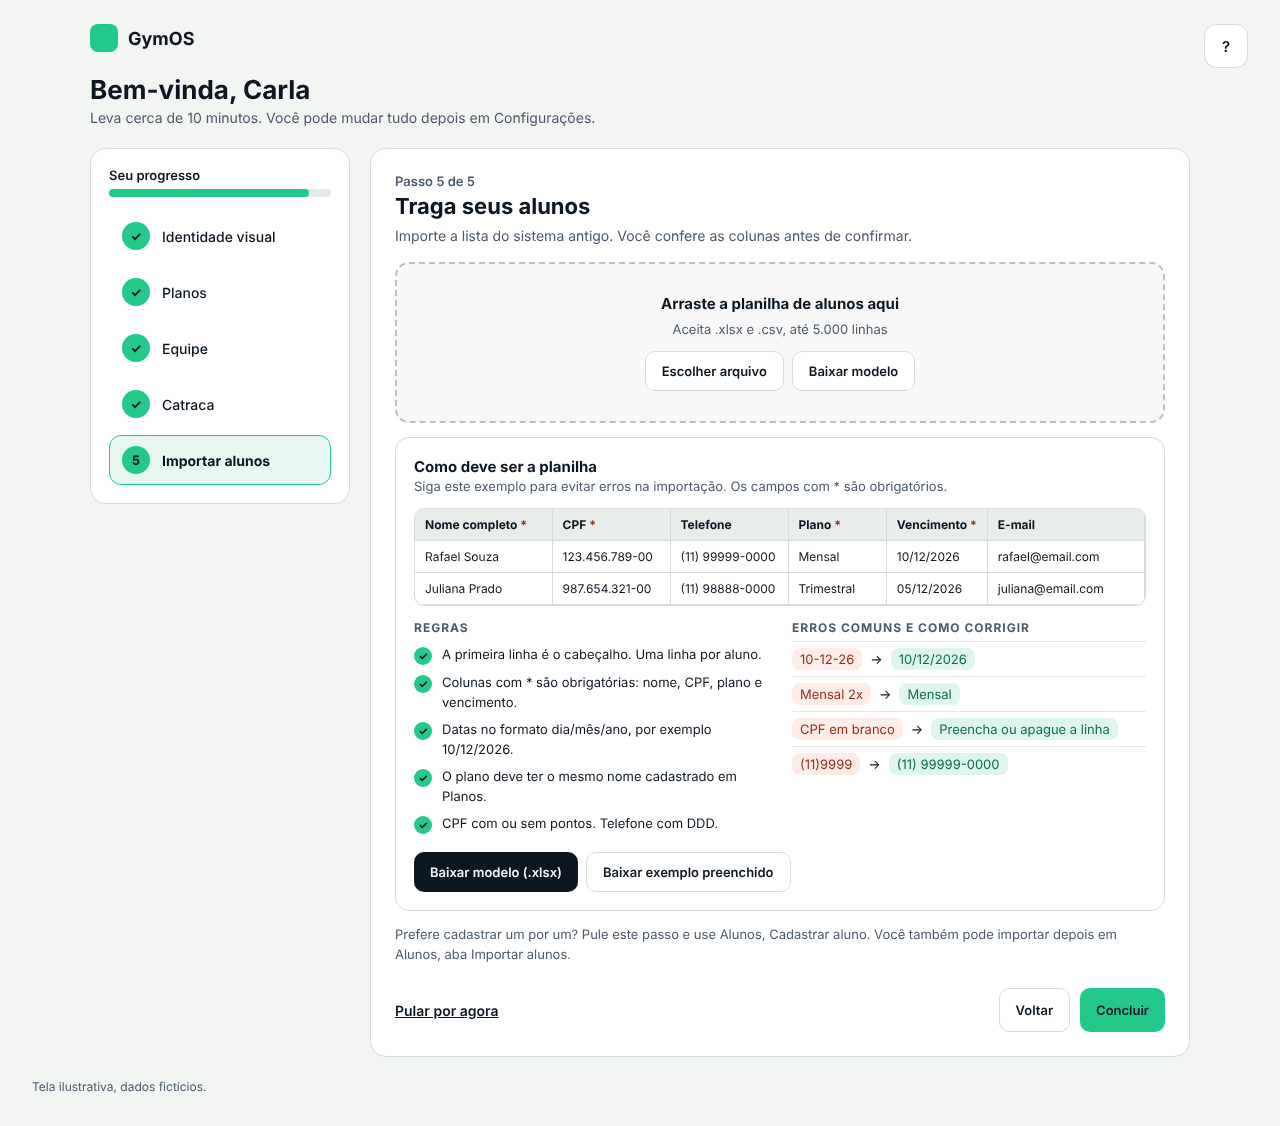 GymOS
?
Bem-vinda, Carla
Leva cerca de 10 minutos. Você pode mudar tudo depois em Configurações.
Seu progresso
Identidade visual
Planos
Equipe
Catraca
5 Importar alunos
Passo 5 de 5
Traga seus alunos
Importe a lista do sistema antigo. Você confere as colunas antes de confirmar.
Arraste a planilha de alunos aqui
Aceita .xlsx e .csv, até 5.000 linhas
Escolher arquivo Baixar modelo
Como deve ser a planilha
Siga este exemplo para evitar erros na importação. Os campos com * são obrigatórios.
Nome completo * CPF * Telefone Plano * Vencimento * E-mail
Rafael Souza 123.456.789-00 (11) 99999-0000 Mensal 10/12/2026 rafael@email.com
Juliana Prado 987.654.321-00 (11) 98888-0000 Trimestral 05/12/2026 juliana@email.com
REGRAS
A primeira linha é o cabeçalho. Uma linha por aluno.
Colunas com * são obrigatórias: nome, CPF, plano e
vencimento.
Datas no formato dia/mês/ano, por exemplo
10/12/2026.
O plano deve ter o mesmo nome cadastrado em
Planos.
CPF com ou sem pontos. Telefone com DDD.
ERROS COMUNS E COMO CORRIGIR
10-12-26 → 10/12/2026
Mensal 2x → Mensal
CPF em branco → Preencha ou apague a linha
(11)9999 → (11) 99999-0000
Baixar modelo (.xlsx) Baixar exemplo preenchido
Prefere cadastrar um por um? Pule este passo e use Alunos, Cadastrar aluno. Você também pode importar depois em
Alunos, aba Importar alunos.
Pular por agora Voltar Concluir
Tela ilustrativa, dados fictícios.